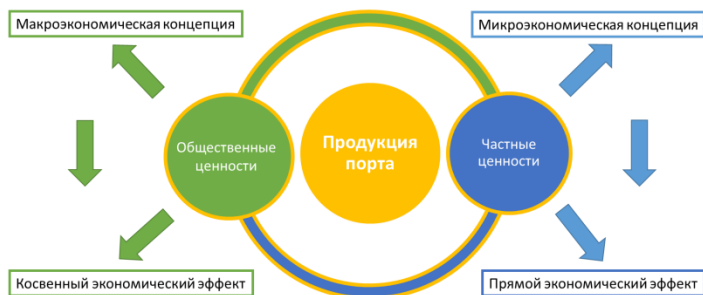 Макроэкономическая концепция
Микроэкономическая концепция
Общественные
ценности
Продукция
порта
Частные
ценности
Косвенный экономический эффект
Прямой экономический эффект